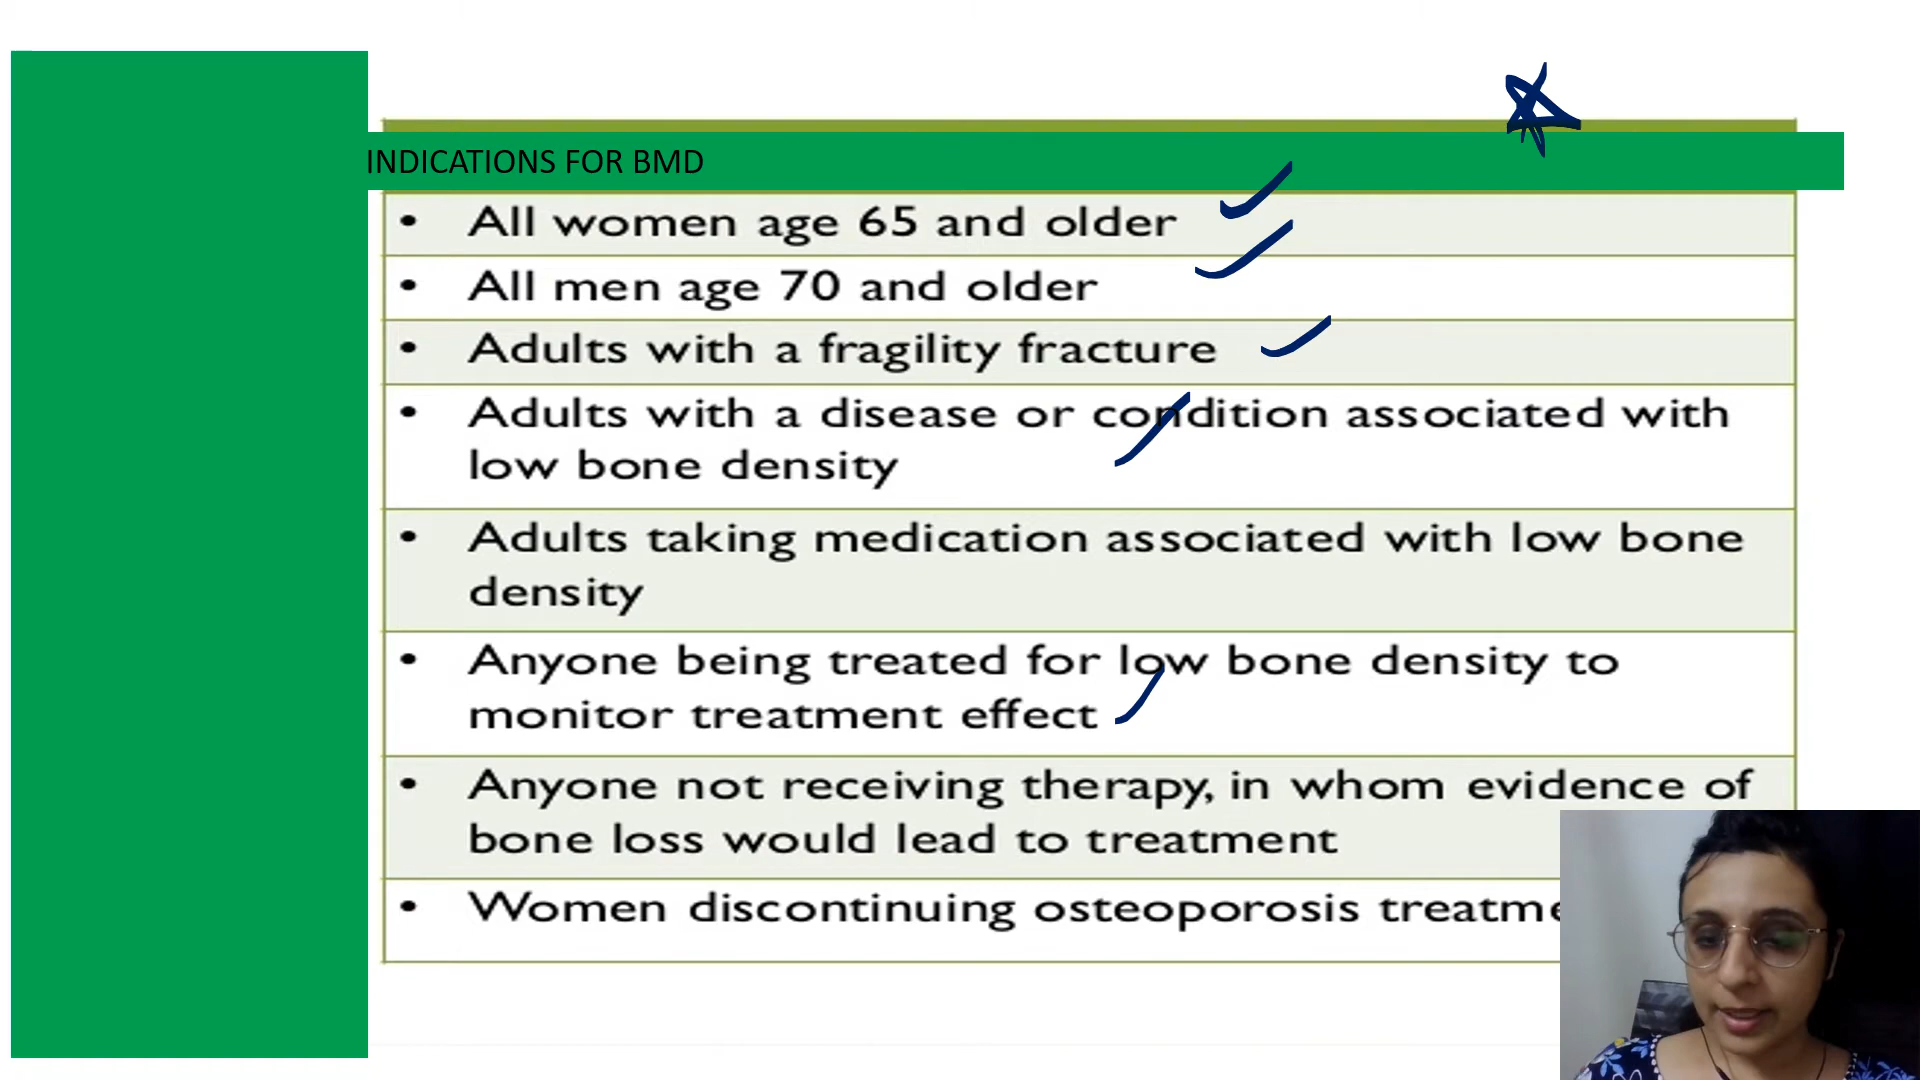 INDICATIONS FOR BMD
• All women age 65 and older
• All men age 70 and older
• Adults with a fragility fracture
• Adults with a disease or condition associated with
low bone density
• Adults taking medication associated with low bone
density
• Anyone being treated for low bone density to
monitor treatment effect
• Anyone not receiving therapy, in whom evidence of
bone loss would lead to treatment
• Women discontinuing osteoporosis